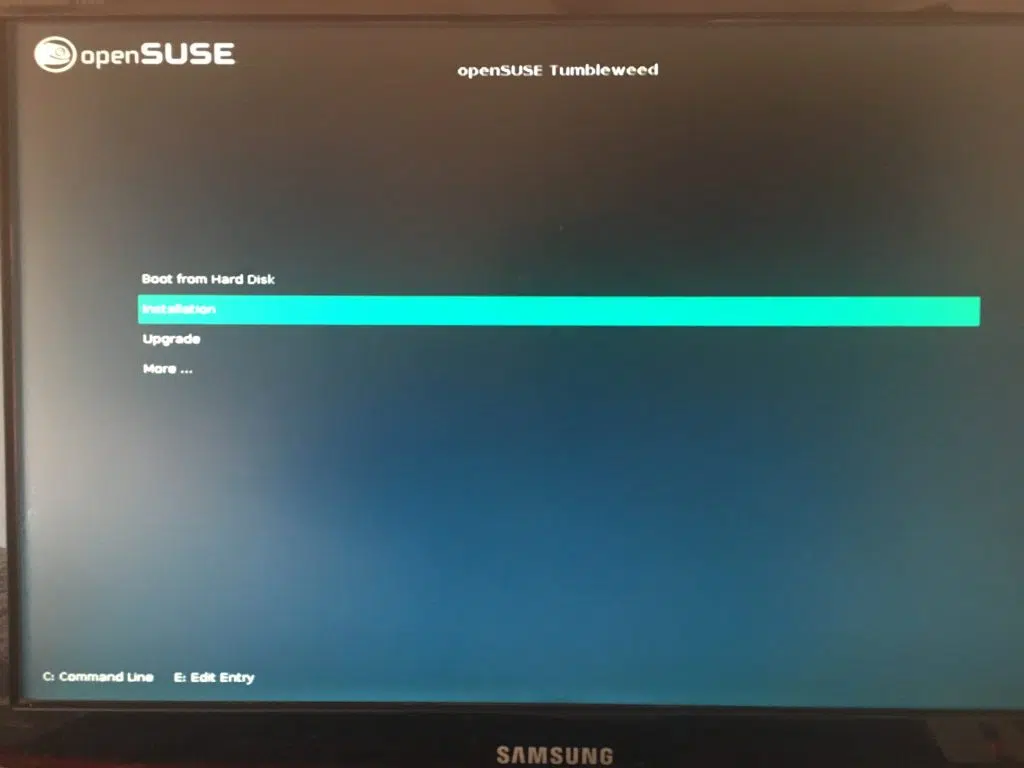 openSUSE
openSUSE Tumbleweed
Boot from Hard Disk
Installation
Upgrade
More ...
C: Command Line E: Edit Entry
SAMSUNG